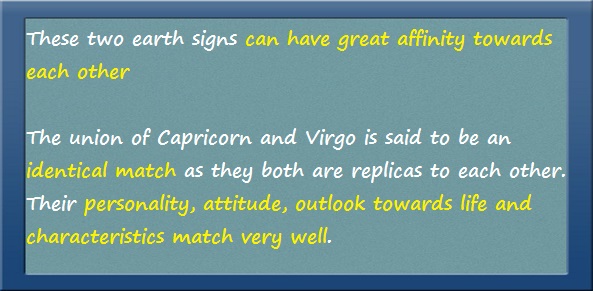 These two earth signs can have great affinity towards
each other
The union of Capricorn and Virgo is said to be an
identical match as they both are replicas to each other.
Their personality, attitude, outlook towards life and
characteristics match very well.